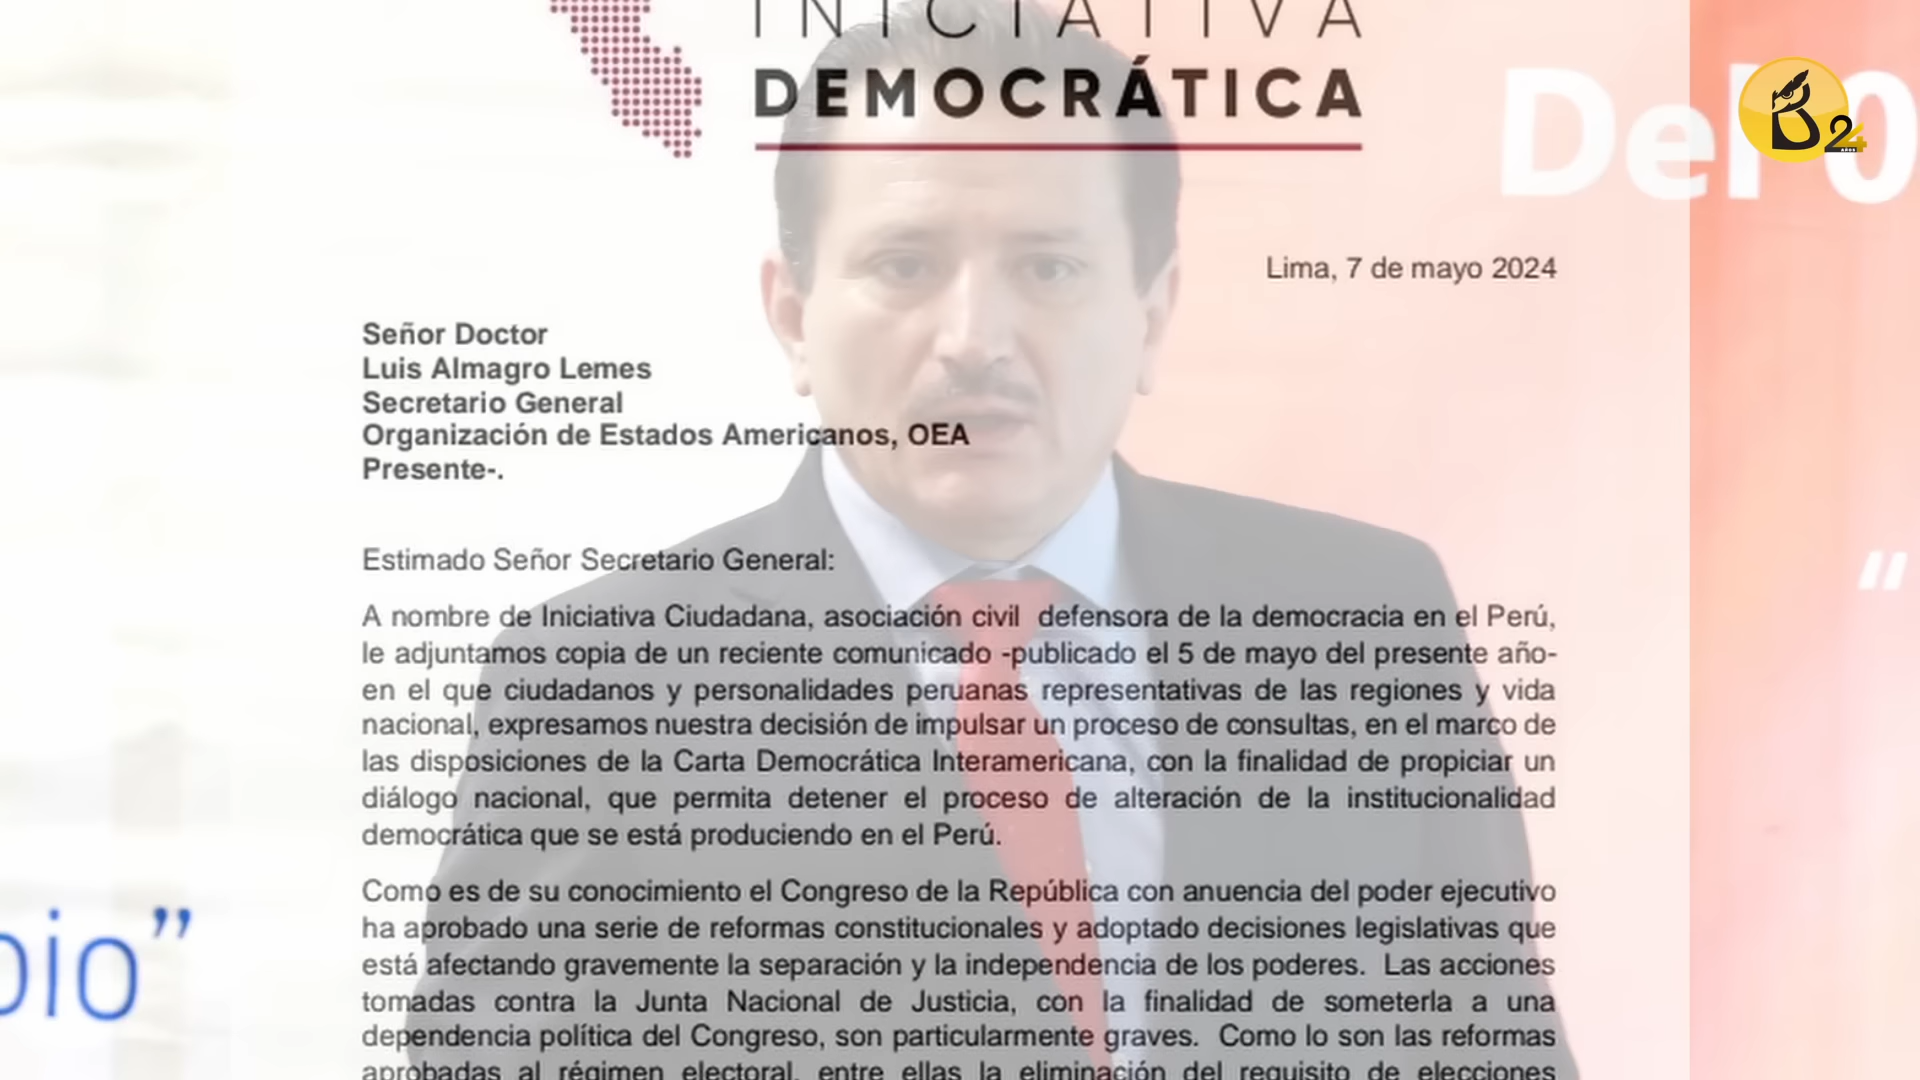 INICIATIVA
DEMOCRÁTICA
Del 0
B 24
Lima, 7 de mayo 2024
Señor Doctor
Luis Almagro Lemes
Secretario General
Organización de Estados Americanos, OEA
Presente-.
Estimado Señor Secretario General:
“
A nombre de Iniciativa Ciudadana, asociación civil defensora de la democracia en el Perú,
le adjuntamos copia de un reciente comunicado -publicado el 5 de mayo del presente año-
en el que ciudadanos y personalidades peruanas representativas de las regiones y vida
nacional, expresamos nuestra decisión de impulsar un proceso de consultas, en el marco de
las disposiciones de la Carta Democrática Interamericana, con la finalidad de propiciar un
diálogo nacional, que permita detener el proceso de alteración de la institucionalidad
democrática que se está produciendo en el Perú.
Como es de su conocimiento el Congreso de la República con anuencia del poder ejecutivo
ha aprobado una serie de reformas constitucionales y adoptado decisiones legislativas que
está afectando gravemente la separación y la independencia de los poderes. Las acciones
tomadas contra la Junta Nacional de Justicia, con la finalidad de someterla a una
dependencia política del Congreso, son particularmente graves. Como lo son las reformas
aprobadas al régimen electoral, entre ellas la eliminación del requisito de elecciones